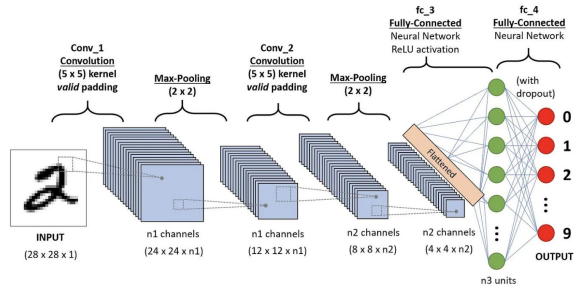 fc_3
Fully-Connected
Neural Network
ReLU activation
fc_4
Fully-Connected
Neural Network
Conv_1
Convolution
(5 x 5) kernel
valid padding
Max-Pooling
(2 x 2)
Conv_2
Convolution
(5 x 5) kernel
valid padding
Max-Pooling
(2 x 2)
(with
dropout)
Flattened
0
1
2
9
INPUT
(28 x 28 x 1)
n1 channels
(24 x 24 x n1)
n1 channels
(12 x 12 x n1)
n2 channels
(8 x 8 x n2)
n2 channels
(4 x 4 x n2)
OUTPUT
n3 units